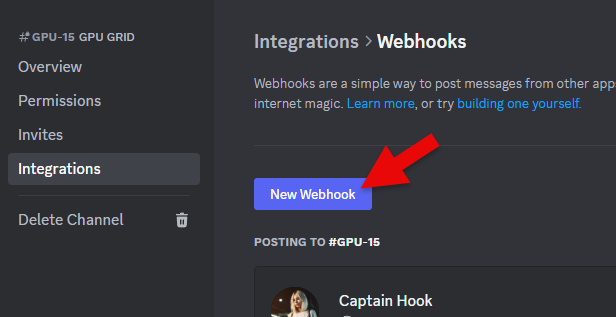 #GPU-15 GPU GRID
Overview
Permissions
Invites
Integrations
Delete Channel
Integrations > Webhooks
Webhooks are a simple way to post messages from other apps
internet magic. Learn more, or try building one yourself.
New Webhook
POSTING TO #GPU-15
Captain Hook